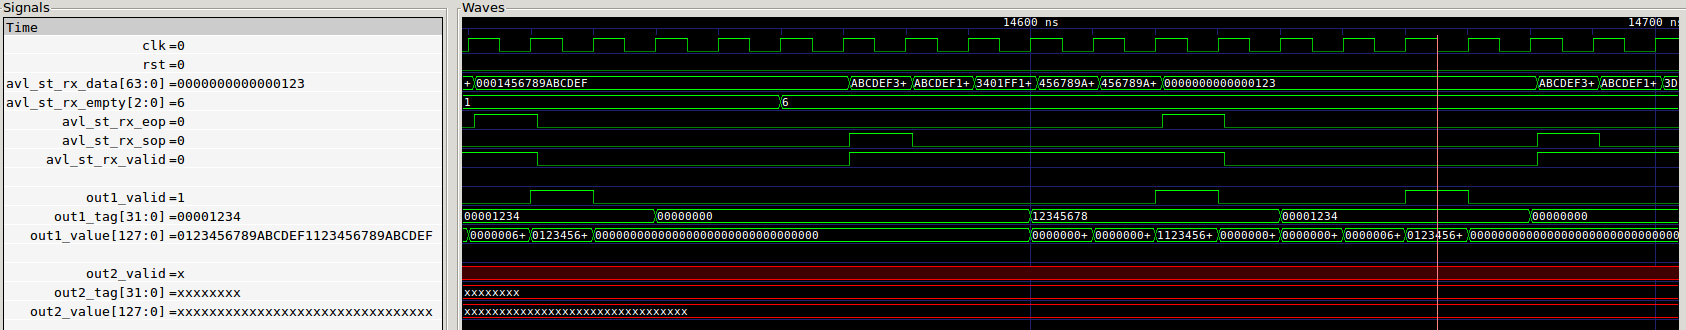 Signals Waves
Time 14600 ns 14700 n
clk =0
rst =0
avl_st_rx_data[63:0] =0000000000000123 + 0001456789ABCDEF ABCDEF3+ ABCDEF1+ 3401FF1+ 456789A+ 456789A+ 0000000000000123 ABCDEF3+ ABCDEF1+ 3D
avl_st_rx_empty[2:0] =6 1 6
avl_st_rx_eop =0
avl_st_rx_sop =0
avl_st_rx_valid =0
out1_valid =1
out1_tag[31:0] =00001234 00001234 00000000 12345678 00001234 00000000
out1_value[127:0] =0123456789ABCDEF1123456789ABCDEF 0000006+ 0123456+ 00000000000000000000000000000000 0000000+ 0000000+ 1123456+ 0000000+ 0000000+ 0000006+ 0123456+ 000000000000000000000000000000
out2_valid =x
out2_tag[31:0] =xxxxxxxx xxxxxxxx
out2_value[127:0] =xxxxxxxxxxxxxxxxxxxxxxxxxxxxxxxx xxxxxxxxxxxxxxxxxxxxxxxxxxxxxxxx